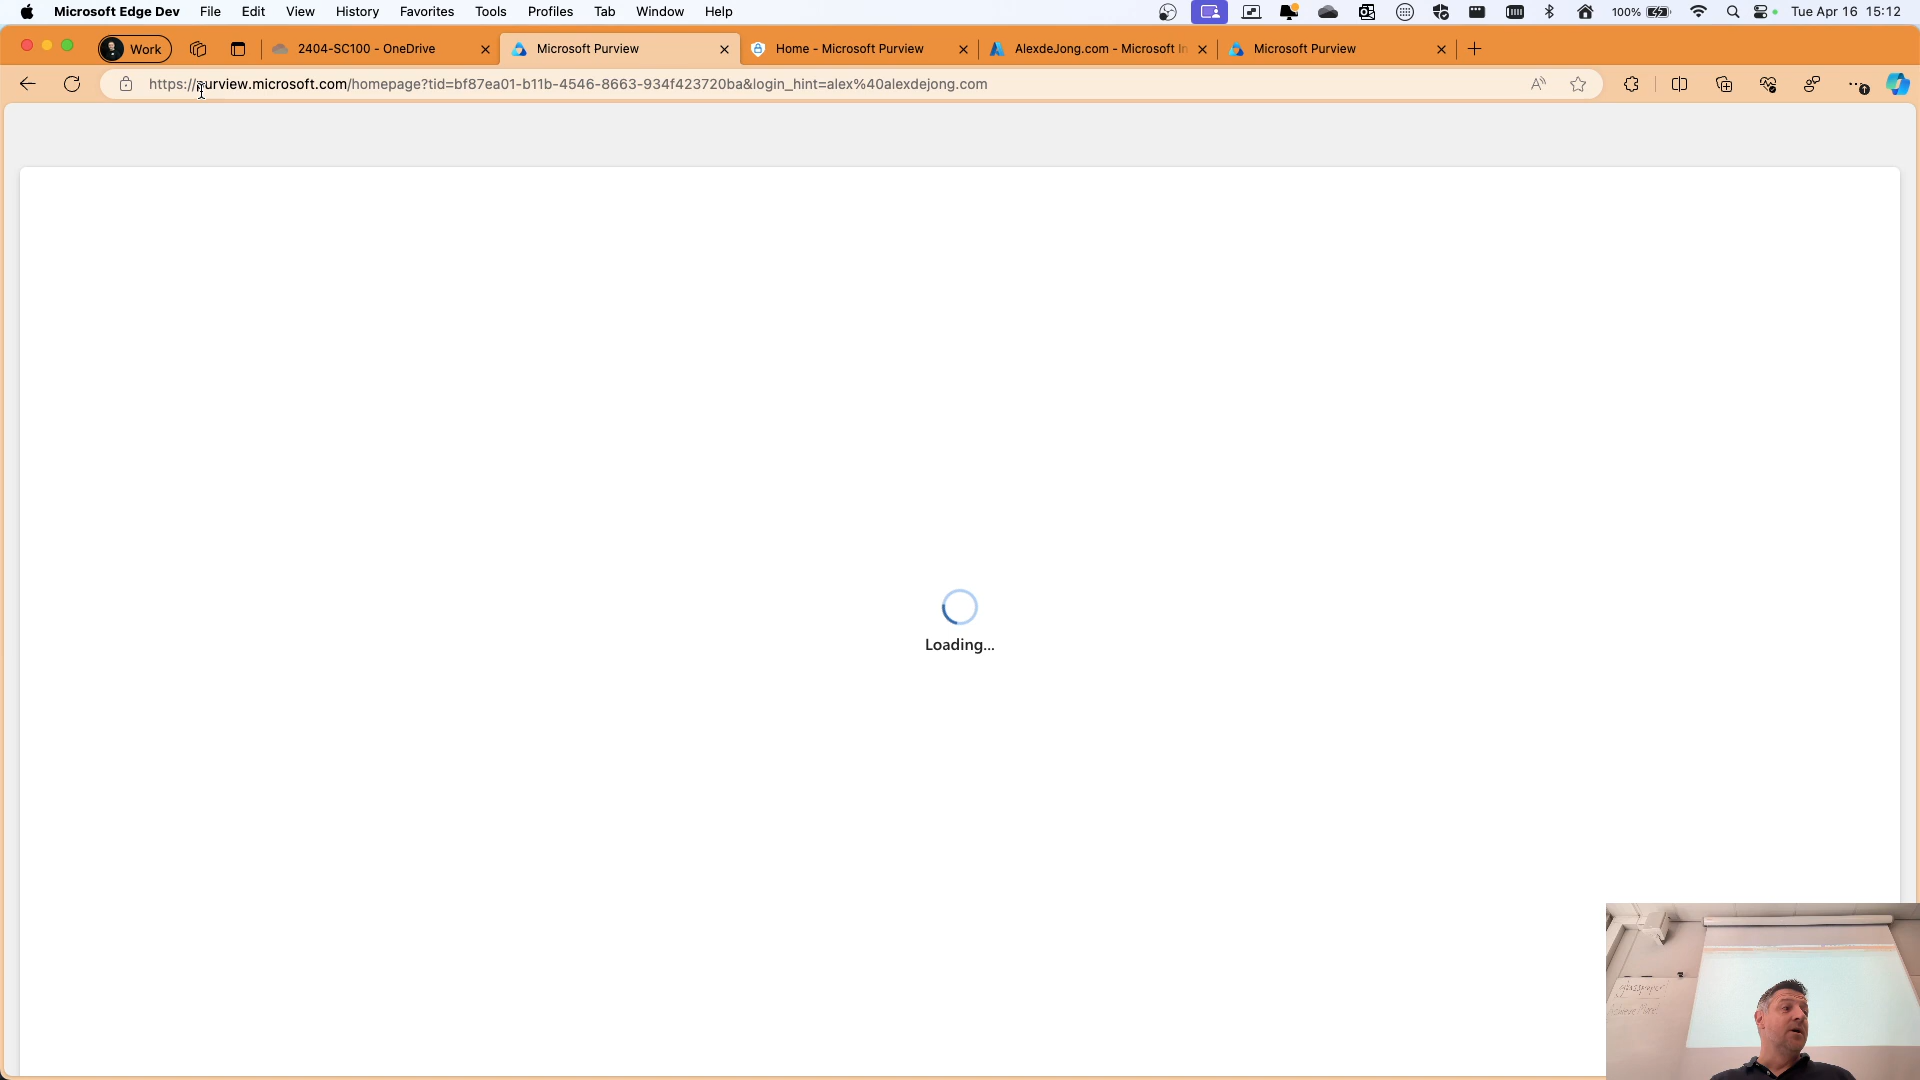 Microsoft Edge Dev File Edit View History Favorites Tools Profiles Tab Window Help 100% Tue Apr 16 15:12
Work 2404-SC100 - OneDrive Microsoft Purview Home - Microsoft Purview AlexdeJong.com - Microsoft In Microsoft Purview
https://purview.microsoft.com/homepage?tid=bf87ea01-b11b-4546-8663-934f423720ba&login_hint=alex%40alexdejong.com
Loading...